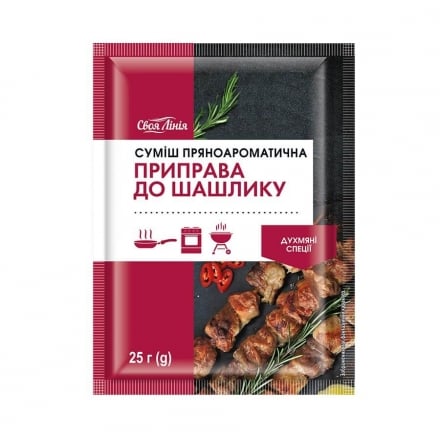 Своя Лінія
СУМІШ ПРЯНОАРОМАТИЧНА
ПРИПРАВА
ДО ШАШЛИКУ
ДУХМЯНІ
СПЕЦІЇ
25 г (g)